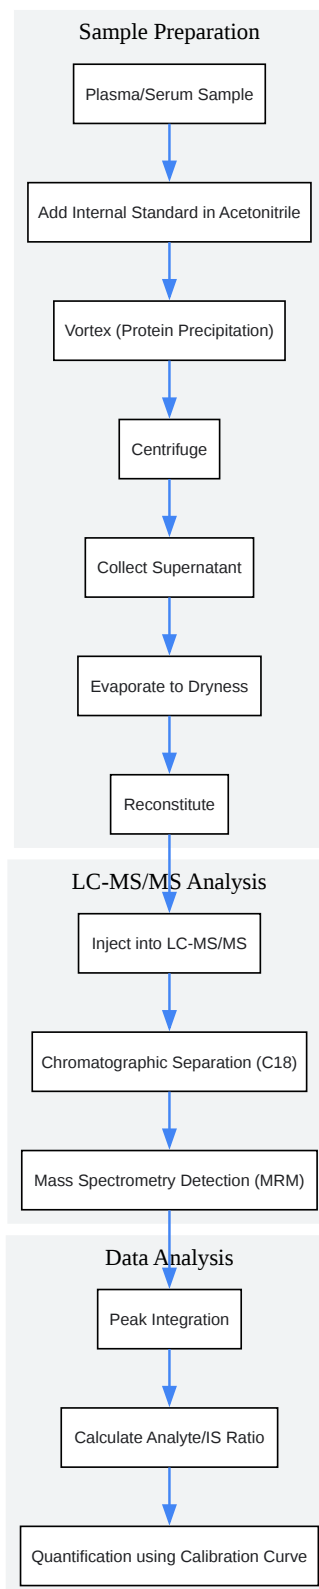 Sample Preparation
Plasma/Serum Sample
Add Internal Standard in Acetonitrile
Vortex (Protein Precipitation)
Centrifuge
Collect Supernatant
Evaporate to Dryness
Reconstitute
LC-MS/MS Analysis
Inject into LC-MS/MS
Chromatographic Separation (C18)
Mass Spectrometry Detection (MRM)
Data Analysis
Peak Integration
Calculate Analyte/IS Ratio
Quantification using Calibration Curve